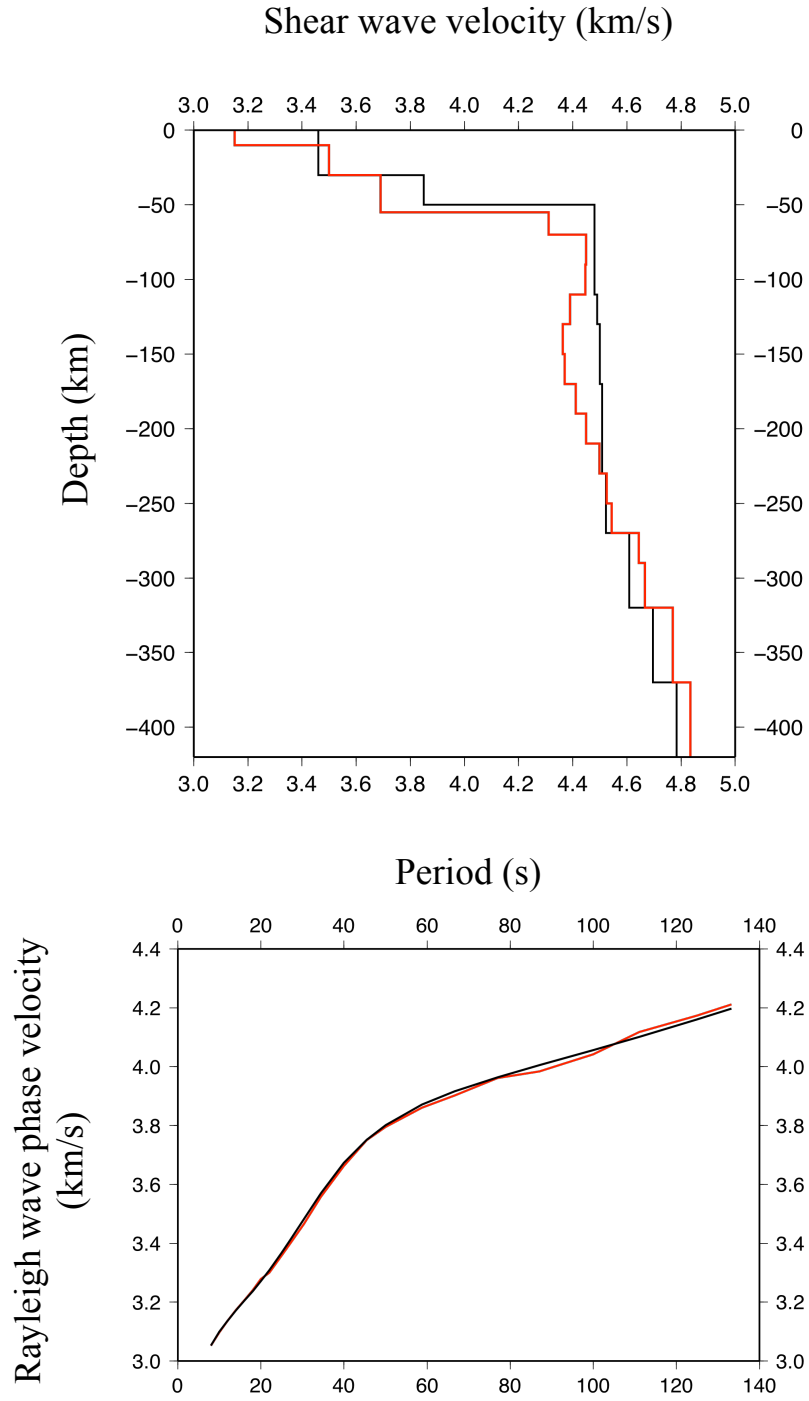 Shear wave velocity (km/s)
3.0 3.2 3.4 3.6 3.8 4.0 4.2 4.4 4.6 4.8 5.0
0 0
−50 −50
−100 −100
−150 −150
−200 −200
−250 −250
−300 −300
−350 −350
−400 −400
Depth (km)
3.0 3.2 3.4 3.6 3.8 4.0 4.2 4.4 4.6 4.8 5.0
Period (s)
0 20 40 60 80 100 120 140
4.4 4.4
4.2 4.2
4.0 4.0
3.8 3.8
3.6 3.6
3.4 3.4
3.2 3.2
3.0 3.0
Rayleigh wave phase velocity
(km/s)
0 20 40 60 80 100 120 140